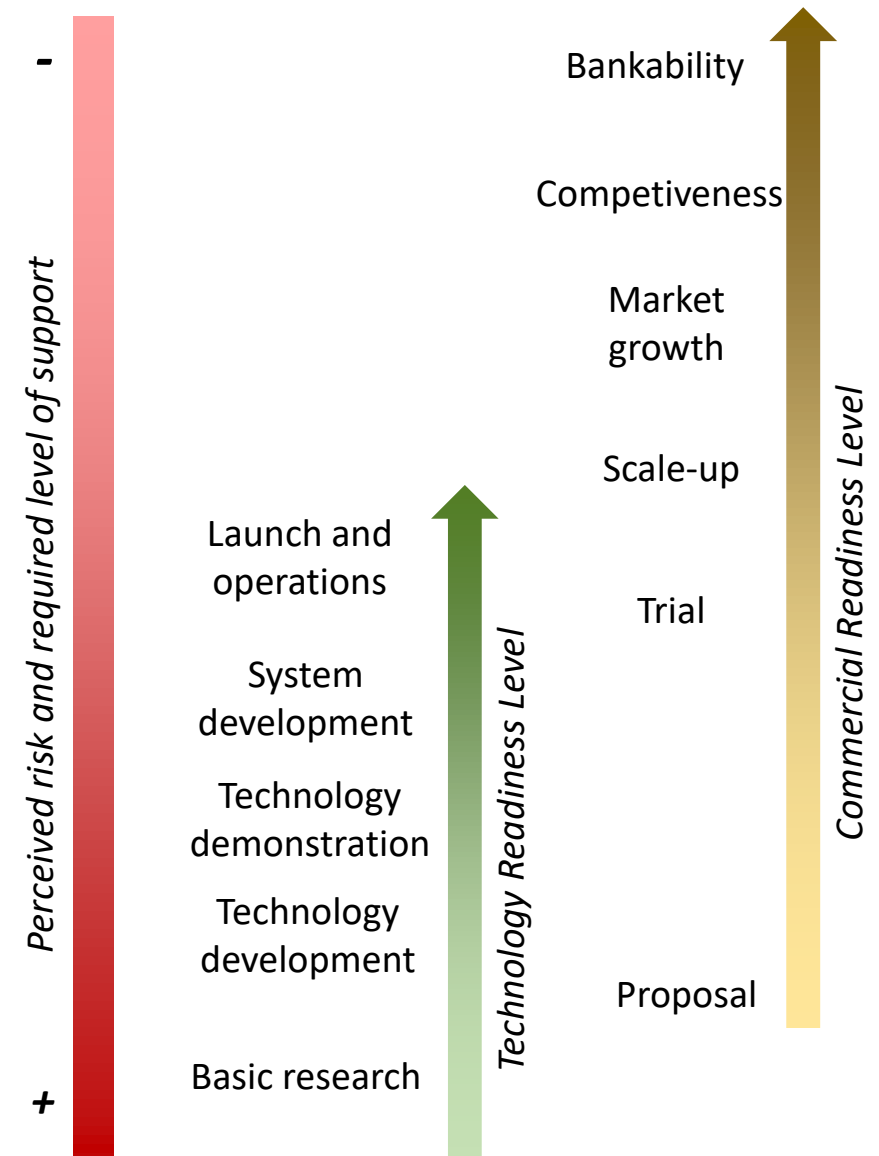 -
Perceived risk and required level of support
+
Launch and
operations
System
development
Technology
demonstration
Technology
development
Basic research
Technology Readiness Level
Bankability
Competiveness
Market
growth
Scale-up
Trial
Proposal
Commercial Readiness Level